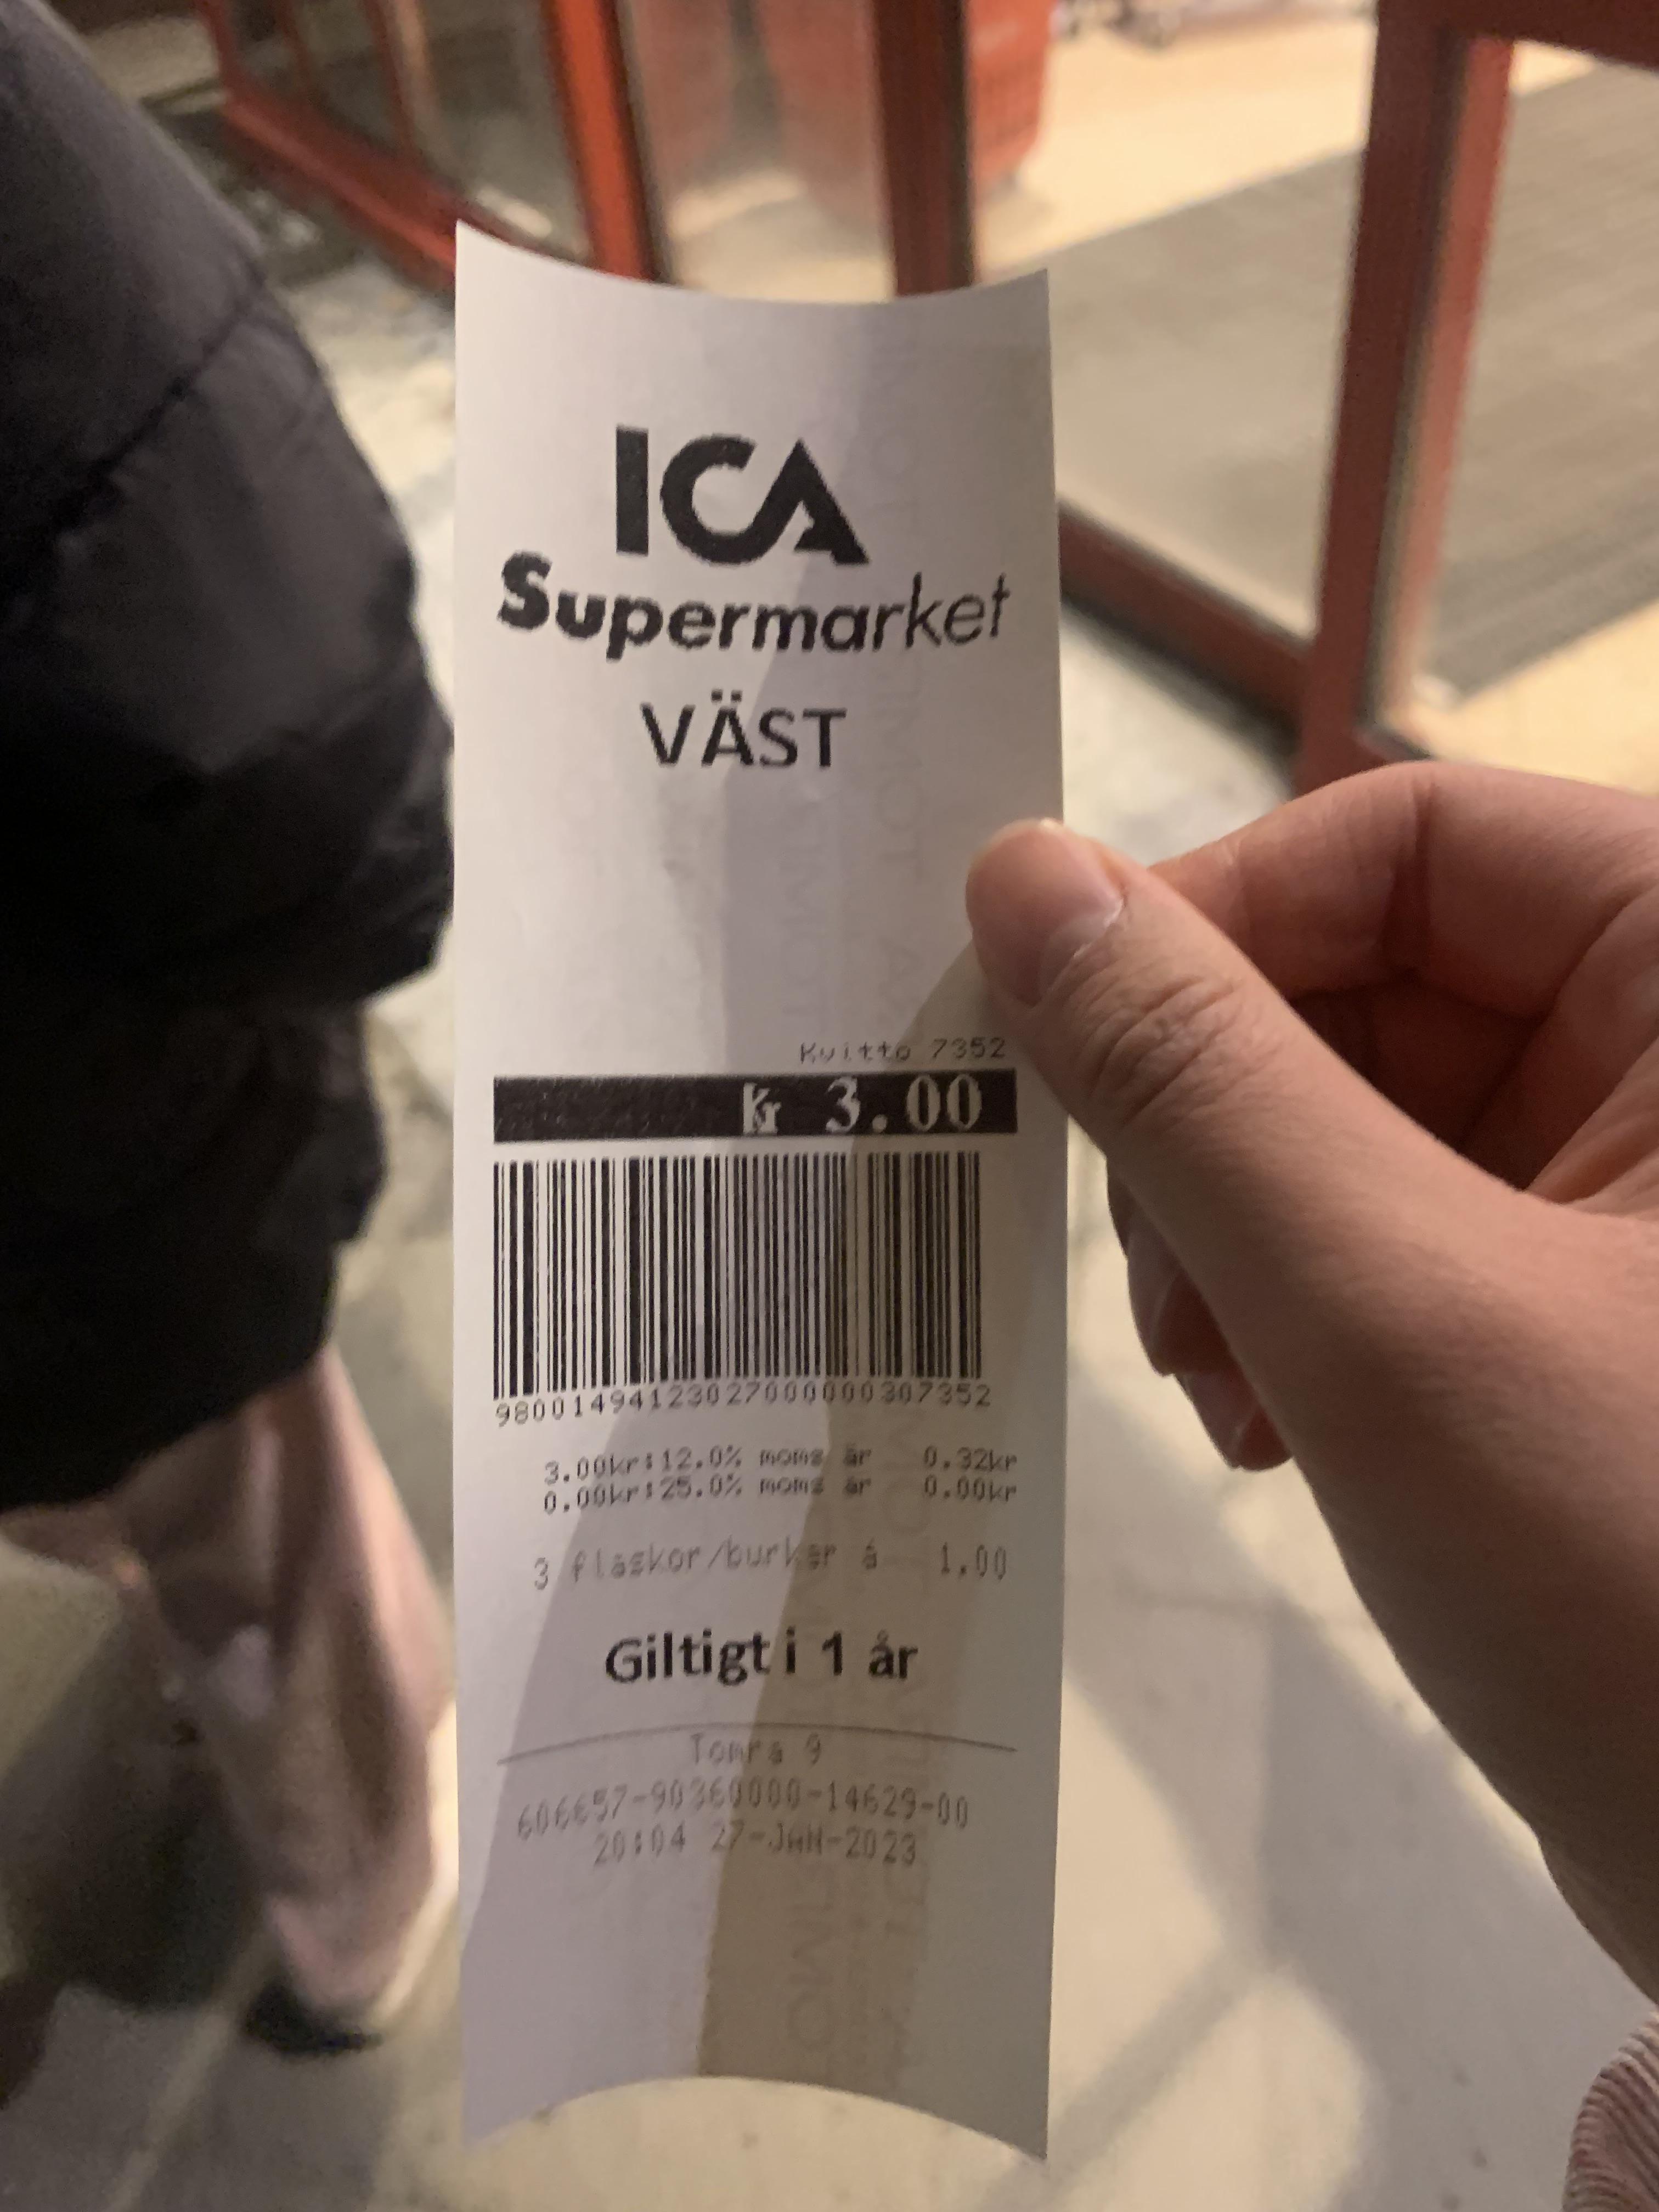 ICA
Supermarket
VÄST
Kvitto 7352
kr 3.00
98001494123027000000307352
3.00kr:12.0% moms är 0.32kr
0.00kr:25.0% moms är 0.00kr
3 flaskor/burkar á 1.00
Giltigt i 1 år
Tomra 9
606657-90360000-14629-00
20:04 27-JAN-2023